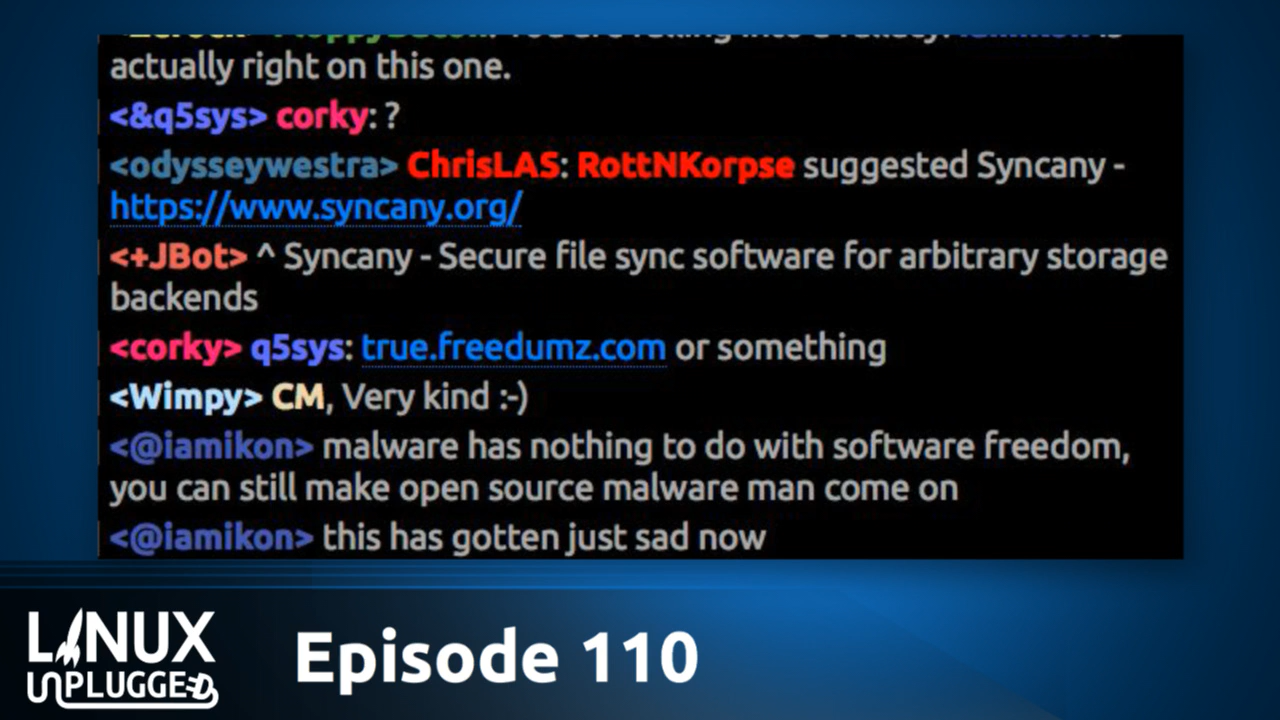 actually right on this one.
<&q5sys> corky: ?
<odysseywestra> ChrisLAS: RottNKorpse suggested Syncany -
https://www.syncany.org/
<+JBot> ^ Syncany - Secure file sync software for arbitrary storage
backends
<corky> q5sys: true.freedumz.com or something
<Wimpy> CM, Very kind :-)
<@iamikon> malware has nothing to do with software freedom,
you can still make open source malware man come on
<@iamikon> this has gotten just sad now
LINUX
UNPLUGGED
Episode 110